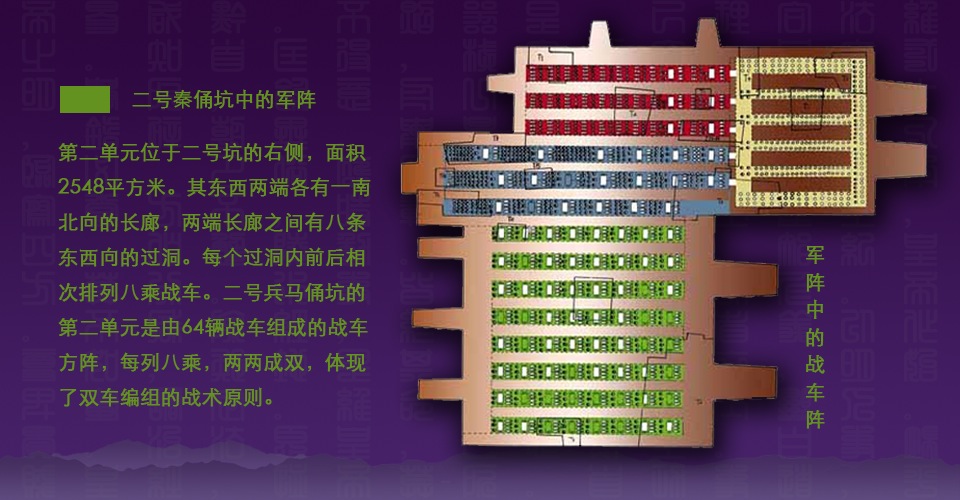 二号秦俑坑中的军阵
第二单元位于二号坑的右侧，面积
2548平方米。其东西两端各有一南
北向的长廊，两端长廊之间有八条
东西向的过洞。每个过洞内前后相
次排列八乘战车。二号兵马俑坑的
第二单元是由64辆战车组成的战车
方阵，每列八乘，两两成双，体现
了双车编组的战术原则。
军阵中的战车阵